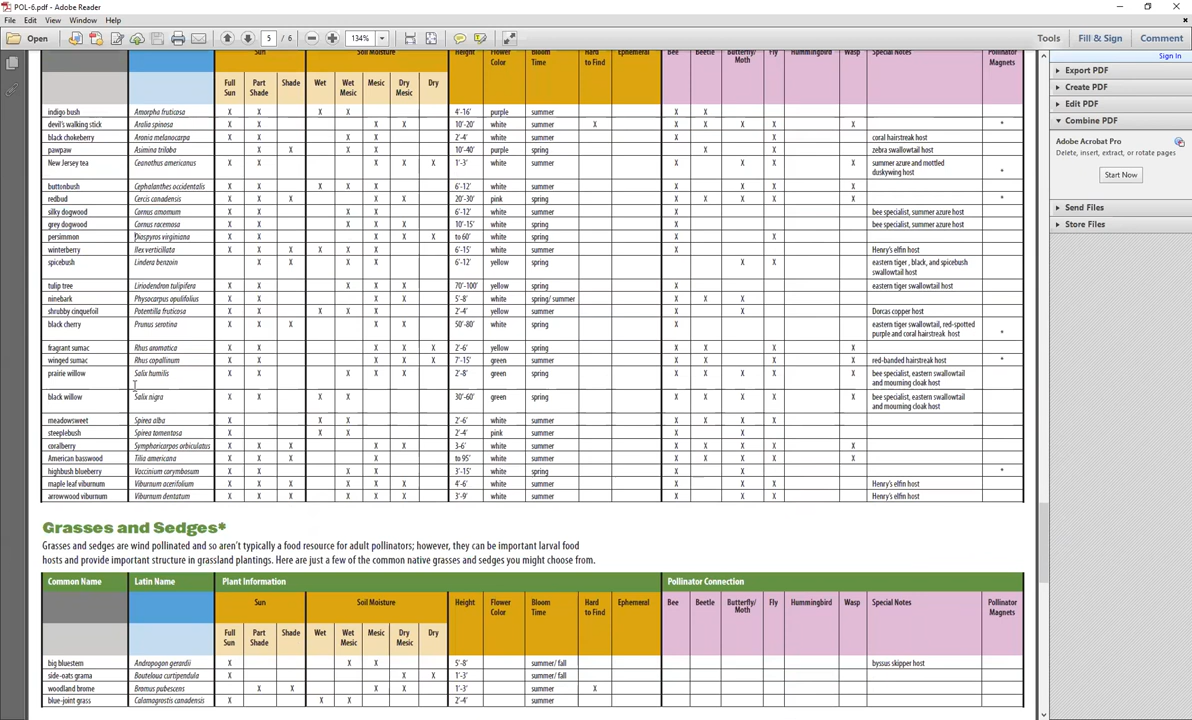 POL-6.pdf - Adobe Reader
File Edit View Window Help
Open 5 / 6 134% Tools Fill & Sign Comment
Sign In
Export PDF
Create PDF
Edit PDF
Combine PDF
Adobe Acrobat Pro
Delete, insert, extract, or rotate pages
Start Now
Send Files
Store Files
Sun Soil Moisture Height Flower Color Bloom Time Hard to Find Ephemeral Bee Beetle Butterfly/ Moth Fly Hummingbird Wasp Special Notes Pollinator Magnets
Full Sun Part Shade Shade Wet Wet Mesic Mesic Dry Mesic Dry
indigo bush Amorpha fruticosa X X X X 4'-16' purple summer X X
devil's walking stick Aralia spinosa X X X X 10'-20' white summer X X X X X X *
black chokeberry Aronia melanocarpa X X X X 2'-4' white summer X X coral hairstreak host
pawpaw Asimina triloba X X X X 10'-40' purple spring X X zebra swallowtail host
New Jersey tea Ceanothus americanus X X X X X 1'-3' white summer X X X X summer azure and mottled duskywing host *
buttonbush Cephalanthes occidentalis X X X X X 6'-12' white summer X X X X
redbud Cercis canadensis X X X X X 20'-30' pink spring X X X X X *
silky dogwood Cornus amomum X X X X 6'-12' white summer X bee specialist, summer azure host
grey dogwood Cornus racemosa X X X X X 10'-15' white spring X bee specialist, summer azure host
persimmon Diospyros virginiana X X X X X to 60' white spring X X
winterberry Ilex verticillata X X X X X X 6'-15' white summer X Henry's elfin host
spicebush Lindera benzoin X X X X 6'-12' yellow spring X X eastern tiger , black, and spicebush swallowtail host
tulip tree Liriodendron tulipifera X X X X X 70'-100' yellow spring X eastern tiger swallowtail host
ninebark Physocarpus opulifolius X X X X 5'-8' white spring/ summer X X X
shrubby cinquefoil Potentilla fruticosa X X X X X 2'-4' yellow summer X X X Dorcas copper host
black cherry Prunus serotina X X X X X 50'-80' white spring X eastern tiger swallowtail, red-spotted purple and coral hairstreak host *
fragrant sumac Rhus aromatica X X X X X 2'-6' yellow spring X X X X X
winged sumac Rhus copallinum X X X X X 7'-15' green summer X X X X X red-banded hairstreak host *
prairie willow Salix humilis X X X X X 2'-8' green spring X X X X X bee specialist, eastern swallowtail and mourning cloak host
black willow Salix nigra X X X X 30'-60' green spring X X X X X bee specialist, eastern swallowtail and mourning cloak host
meadowsweet Spirea alba X X X 2'-6' white summer X X X X
steeplebush Spirea tomentosa X X X 2'-4' pink summer X X
coralberry Symphoricarpos orbiculatus X X X X X 3-6' white summer X X X X X
American basswood Tilia americana X X X X to 95' white summer X X X X X
highbush blueberry Vaccinium corymbosum X X X X 3'-15' white spring X X *
maple leaf viburnum Viburnum acerifolium X X X X X 4'-6' white summer X X X Henry's elfin host
arrowwood viburnum Viburnum dentatum X X X X X 3'-9' white summer X X X Henry's elfin host
Grasses and Sedges*
Grasses and sedges are wind pollinated and so aren't typically a food resource for adult pollinators; however, they can be important larval food
hosts and provide important structure in grassland plantings. Here are just a few of the common native grasses and sedges you might choose from.
Common Name Latin Name Plant Information Pollinator Connection
Sun Soil Moisture Height Flower Color Bloom Time Hard to Find Ephemeral Bee Beetle Butterfly/ Moth Fly Hummingbird Wasp Special Notes Pollinator Magnets
Full Sun Part Shade Shade Wet Wet Mesic Mesic Dry Mesic Dry
big bluestem Andropogon gerardii X X X 5'-8' summer/ fall byssus skipper host
side-oats grama Bouteloua curtipendula X X X 1'-3' summer/ fall
woodland brome Bromus pubescens X X X X 1'-3' summer X
blue-joint grass Calamagrostis canadensis X X X 2'-4' summer